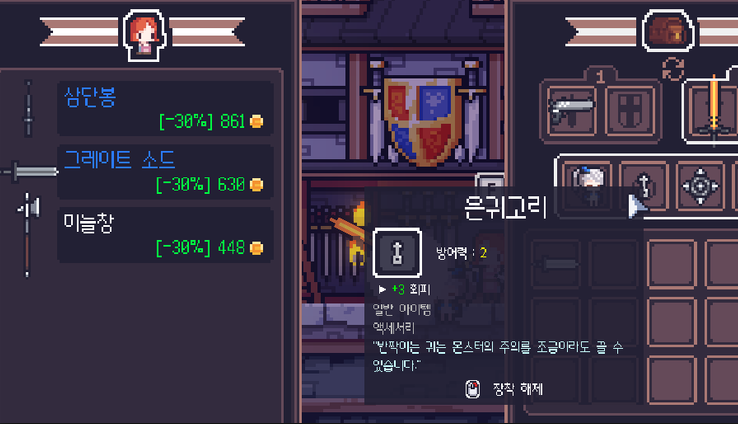 삼단봉
[-30%] 861
그레이트 소드
[-30%] 630
미늘창
[-30%] 448
1
은귀고리
방어력 : 2
▶ +3 회피
일반 아이템
액세서리
"반짝이는 귀는 몬스터의 주의를 조금이라도 끌 수
있습니다."
장착 해제